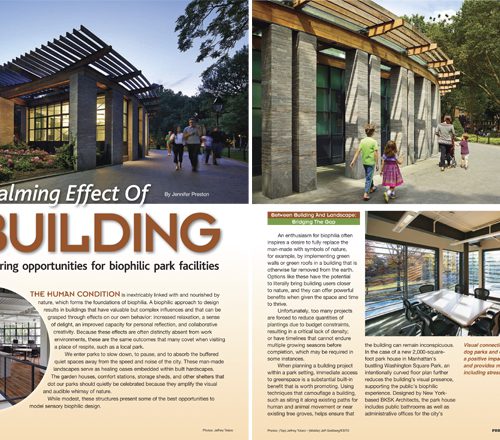 alming Effect Of
By Jennifer Preston
BUILDING
ring opportunities for biophilic park facilities
THE HUMAN CONDITION is inextricably linked with and nourished by
nature, which forms the foundations of biophilia. A biophilic approach to design
results in buildings that have valuable but complex influences and that can be
grasped through effects on our own behavior: increased relaxation, a sense
of delight, an improved capacity for personal reflection, and collaborative
creativity. Because these effects are often distinctly absent from work
environments, these are the same outcomes that many covet when visiting
a place of respite, such as a local park.
We enter parks to slow down, to pause, and to absorb the buffered
quiet spaces away from the speed and noise of the city. These man-made
landscapes serve as healing oases embedded within built hardscapes.
The garden houses, comfort stations, storage sheds, and other shelters that
dot our parks should quietly be celebrated because they amplify the visual
and audible whimsy of nature.
While modest, these structures present some of the best opportunities to
model sensory biophilic design.
Photos: Jeffrey Totaro
Between Building And Landscape:
Bridging The Gap
An enthusiasm for biophilia often
inspires a desire to fully replace the
man-made with symbols of nature,
for example, by implementing green
walls or green roofs in a building that is
otherwise far removed from the earth.
Options like these have the potential
to literally bring building users closer
to nature, and they can offer powerful
benefits when given the space and time
to thrive.
Unfortunately, too many projects
are forced to reduce quantities of
plantings due to budget constraints,
resulting in a critical lack of density;
or have timelines that cannot endure
multiple growing seasons before
completion, which may be required in
some instances.
When planning a building project
within a park, immediate access
to greenspace is a substantial built-in
benefit that is worth promoting. Using
techniques that camouflage a building,
such as siting it along existing paths for
human and animal movement or near
existing tree groves, helps ensure that
Photos: (Top) Jeffrey Totaro / (Middle) Jeff Goldberg/ESTO
the building can remain inconspicuous.
In the case of a new 2,000-square-
foot park house in Manhattan's
bustling Washington Square Park, an
intentionally curved floor plan further
reduces the building's visual presence,
supporting the public's biophilic
experience. Designed by New York-
based BKSK Architects, the park house
includes public bathrooms as well as
administrative offices for the city's
Visual connecti
dog parks and
a positive impa
and provides m
including stres